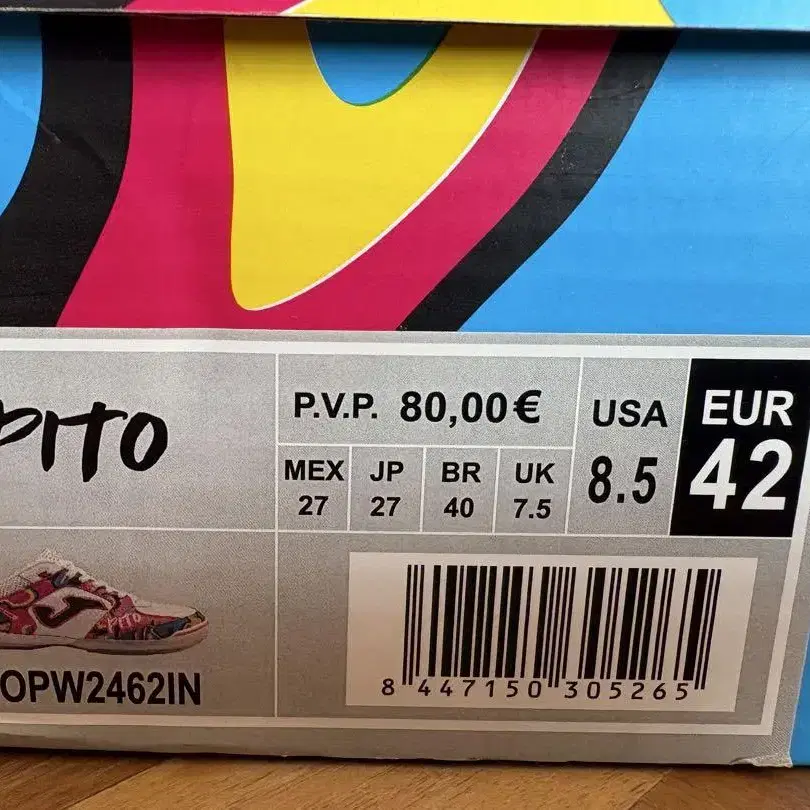 PITO
P.V.P. 80,00€
MEX JP BR UK
27 27 40 7.5
USA
8.5
EUR
42
PITO
OPW2462IN
8 447150 305265